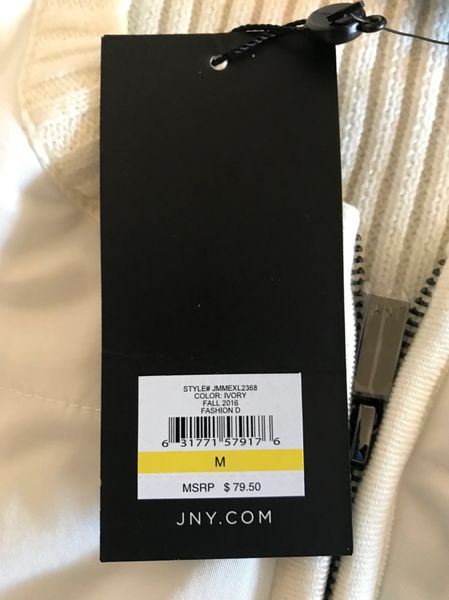 STYLE# JMMEXL2368
COLOR: IVORY
FALL 2016
FASHION D
6 31771 57917 6
M
MSRP $ 79.50
JNY.COM